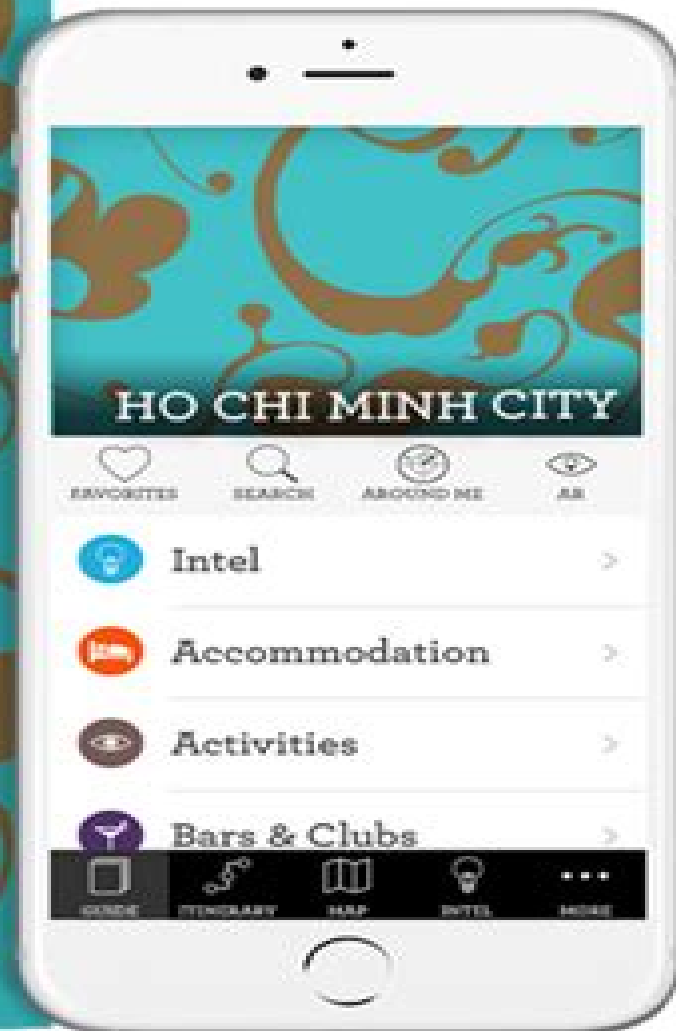 HO CHI MINH CITY
FAVORITES SEARCH AROUND ME AR
Intel
Accommodation
Activities
Bars & Clubs
GUIDE ITINERARY MAP INTEL MORE